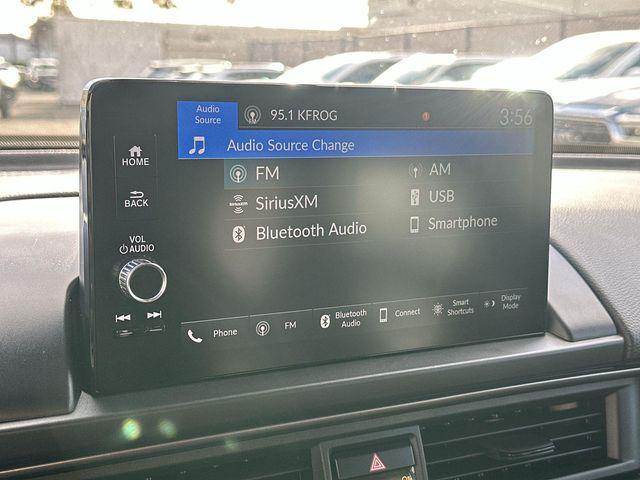 Audio
Source
95.1 KFROG
3:56
Audio Source Change
HOME
BACK
VOL
AUDIO
FM
AM
SiriusXM
USB
Bluetooth Audio
Smartphone
Phone
FM
Bluetooth
Audio
Connect
Smart
Shortcuts
Display
Mode